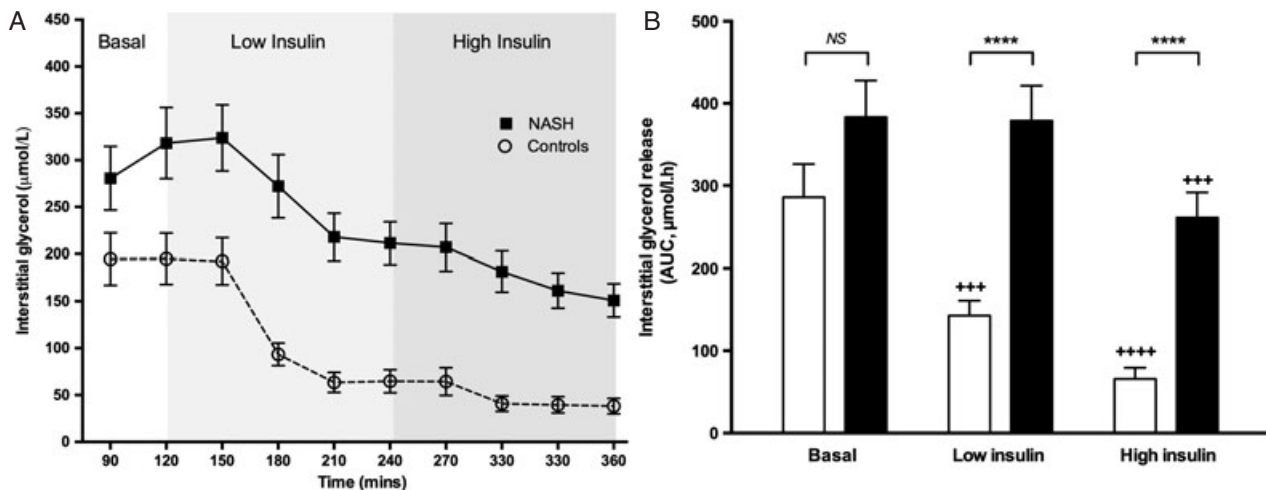 A
450
400
350
300
250
200
150
100
50
0
Interstitial glycerol (μmol/L)
Basal
Low Insulin
High Insulin
NASH
Controls
90 120 150 180 210 240 270 330 330 360
Time (mins)
B
500
400
300
200
100
0
Interstitial glycerol release
(AUC, μmol/l.h)
NS
****
****
+++
++++
+++
Basal
Low insulin
High insulin